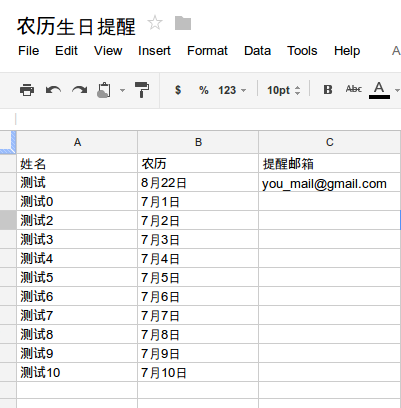 农历生日提醒
File Edit View Insert Format Data Tools Help A
$ % 123 10pt B Abc A
A B C
姓名 农历 提醒邮箱
测试 8月22日 you_mail@gmail.com
测试0 7月1日
测试2 7月2日
测试3 7月3日
测试4 7月4日
测试5 7月5日
测试6 7月6日
测试7 7月7日
测试8 7月8日
测试9 7月9日
测试10 7月10日